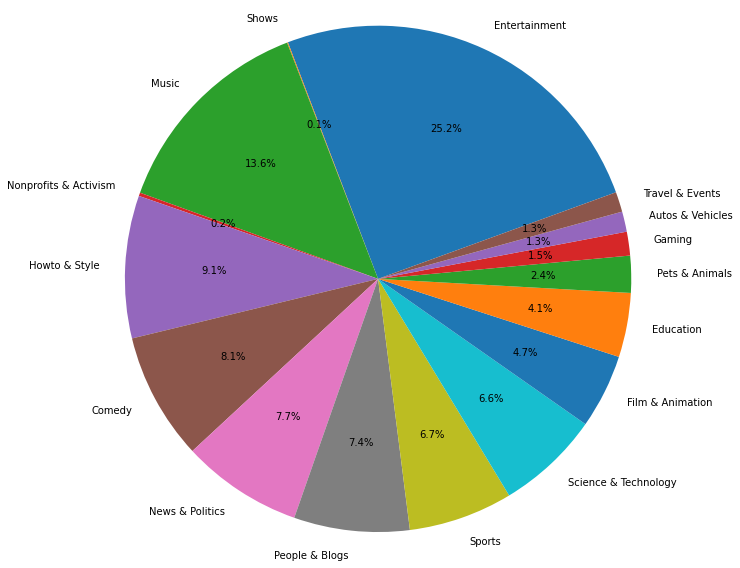 Shows
Entertainment
Music
0.1%
25.2%
13.6%
Nonprofits & Activism
Travel & Events
Autos & Vehicles
0.2%
1.3%
Gaming
1.3%
1.5%
Howto & Style
9.1%
2.4%
Pets & Animals
4.1%
Education
4.7%
8.1%
6.6%
Film & Animation
Comedy
7.7%
6.7%
7.4%
Science & Technology
News & Politics
Sports
People & Blogs